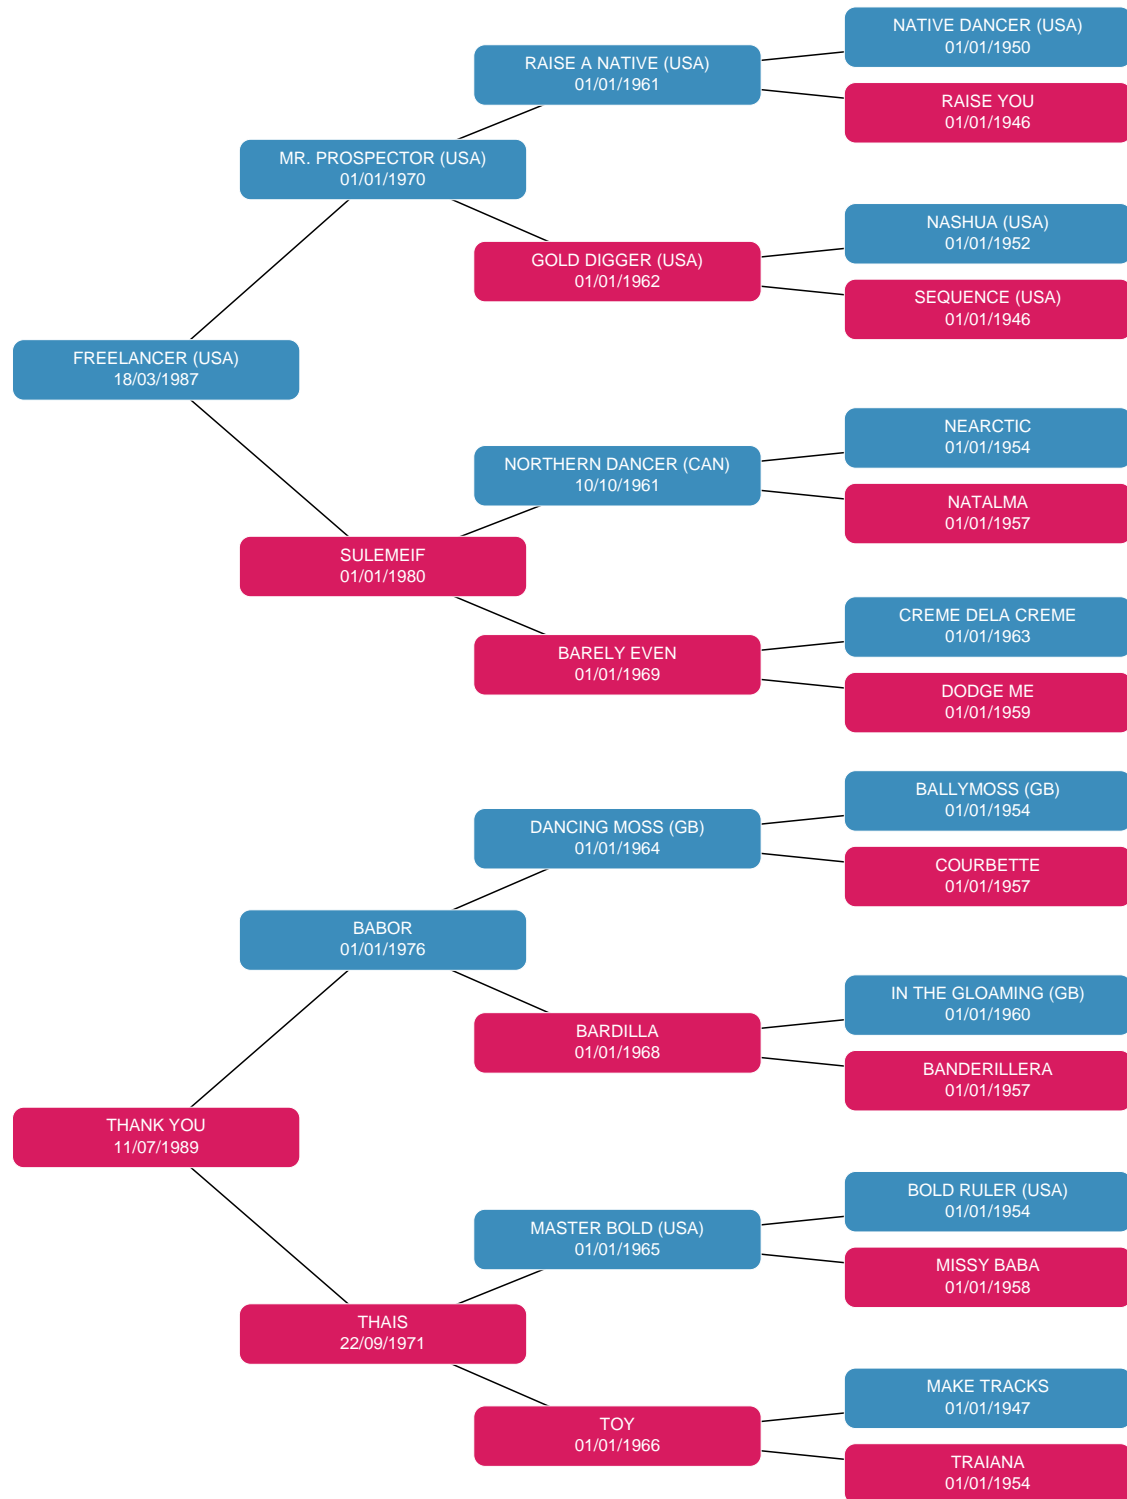 NATIVE DANCER (USA)
01/01/1950
RAISE A NATIVE (USA)
01/01/1961
RAISE YOU
01/01/1946
MR. PROSPECTOR (USA)
01/01/1970
NASHUA (USA)
01/01/1952
GOLD DIGGER (USA)
01/01/1962
SEQUENCE (USA)
01/01/1946
FREELANCER (USA)
18/03/1987
NEARCTIC
01/01/1954
NORTHERN DANCER (CAN)
10/10/1961
NATALMA
01/01/1957
SULEMEIF
01/01/1980
CREME DELA CREME
01/01/1963
BARELY EVEN
01/01/1969
DODGE ME
01/01/1959
BALLYMOSS (GB)
01/01/1954
DANCING MOSS (GB)
01/01/1964
COURBETTE
01/01/1957
BABOR
01/01/1976
IN THE GLOAMING (GB)
01/01/1960
BARDILLA
01/01/1968
BANDERILLERA
01/01/1957
THANK YOU
11/07/1989
BOLD RULER (USA)
01/01/1954
MASTER BOLD (USA)
01/01/1965
MISSY BABA
01/01/1958
THAIS
22/09/1971
MAKE TRACKS
01/01/1947
TOY
01/01/1966
TRAIANA
01/01/1954